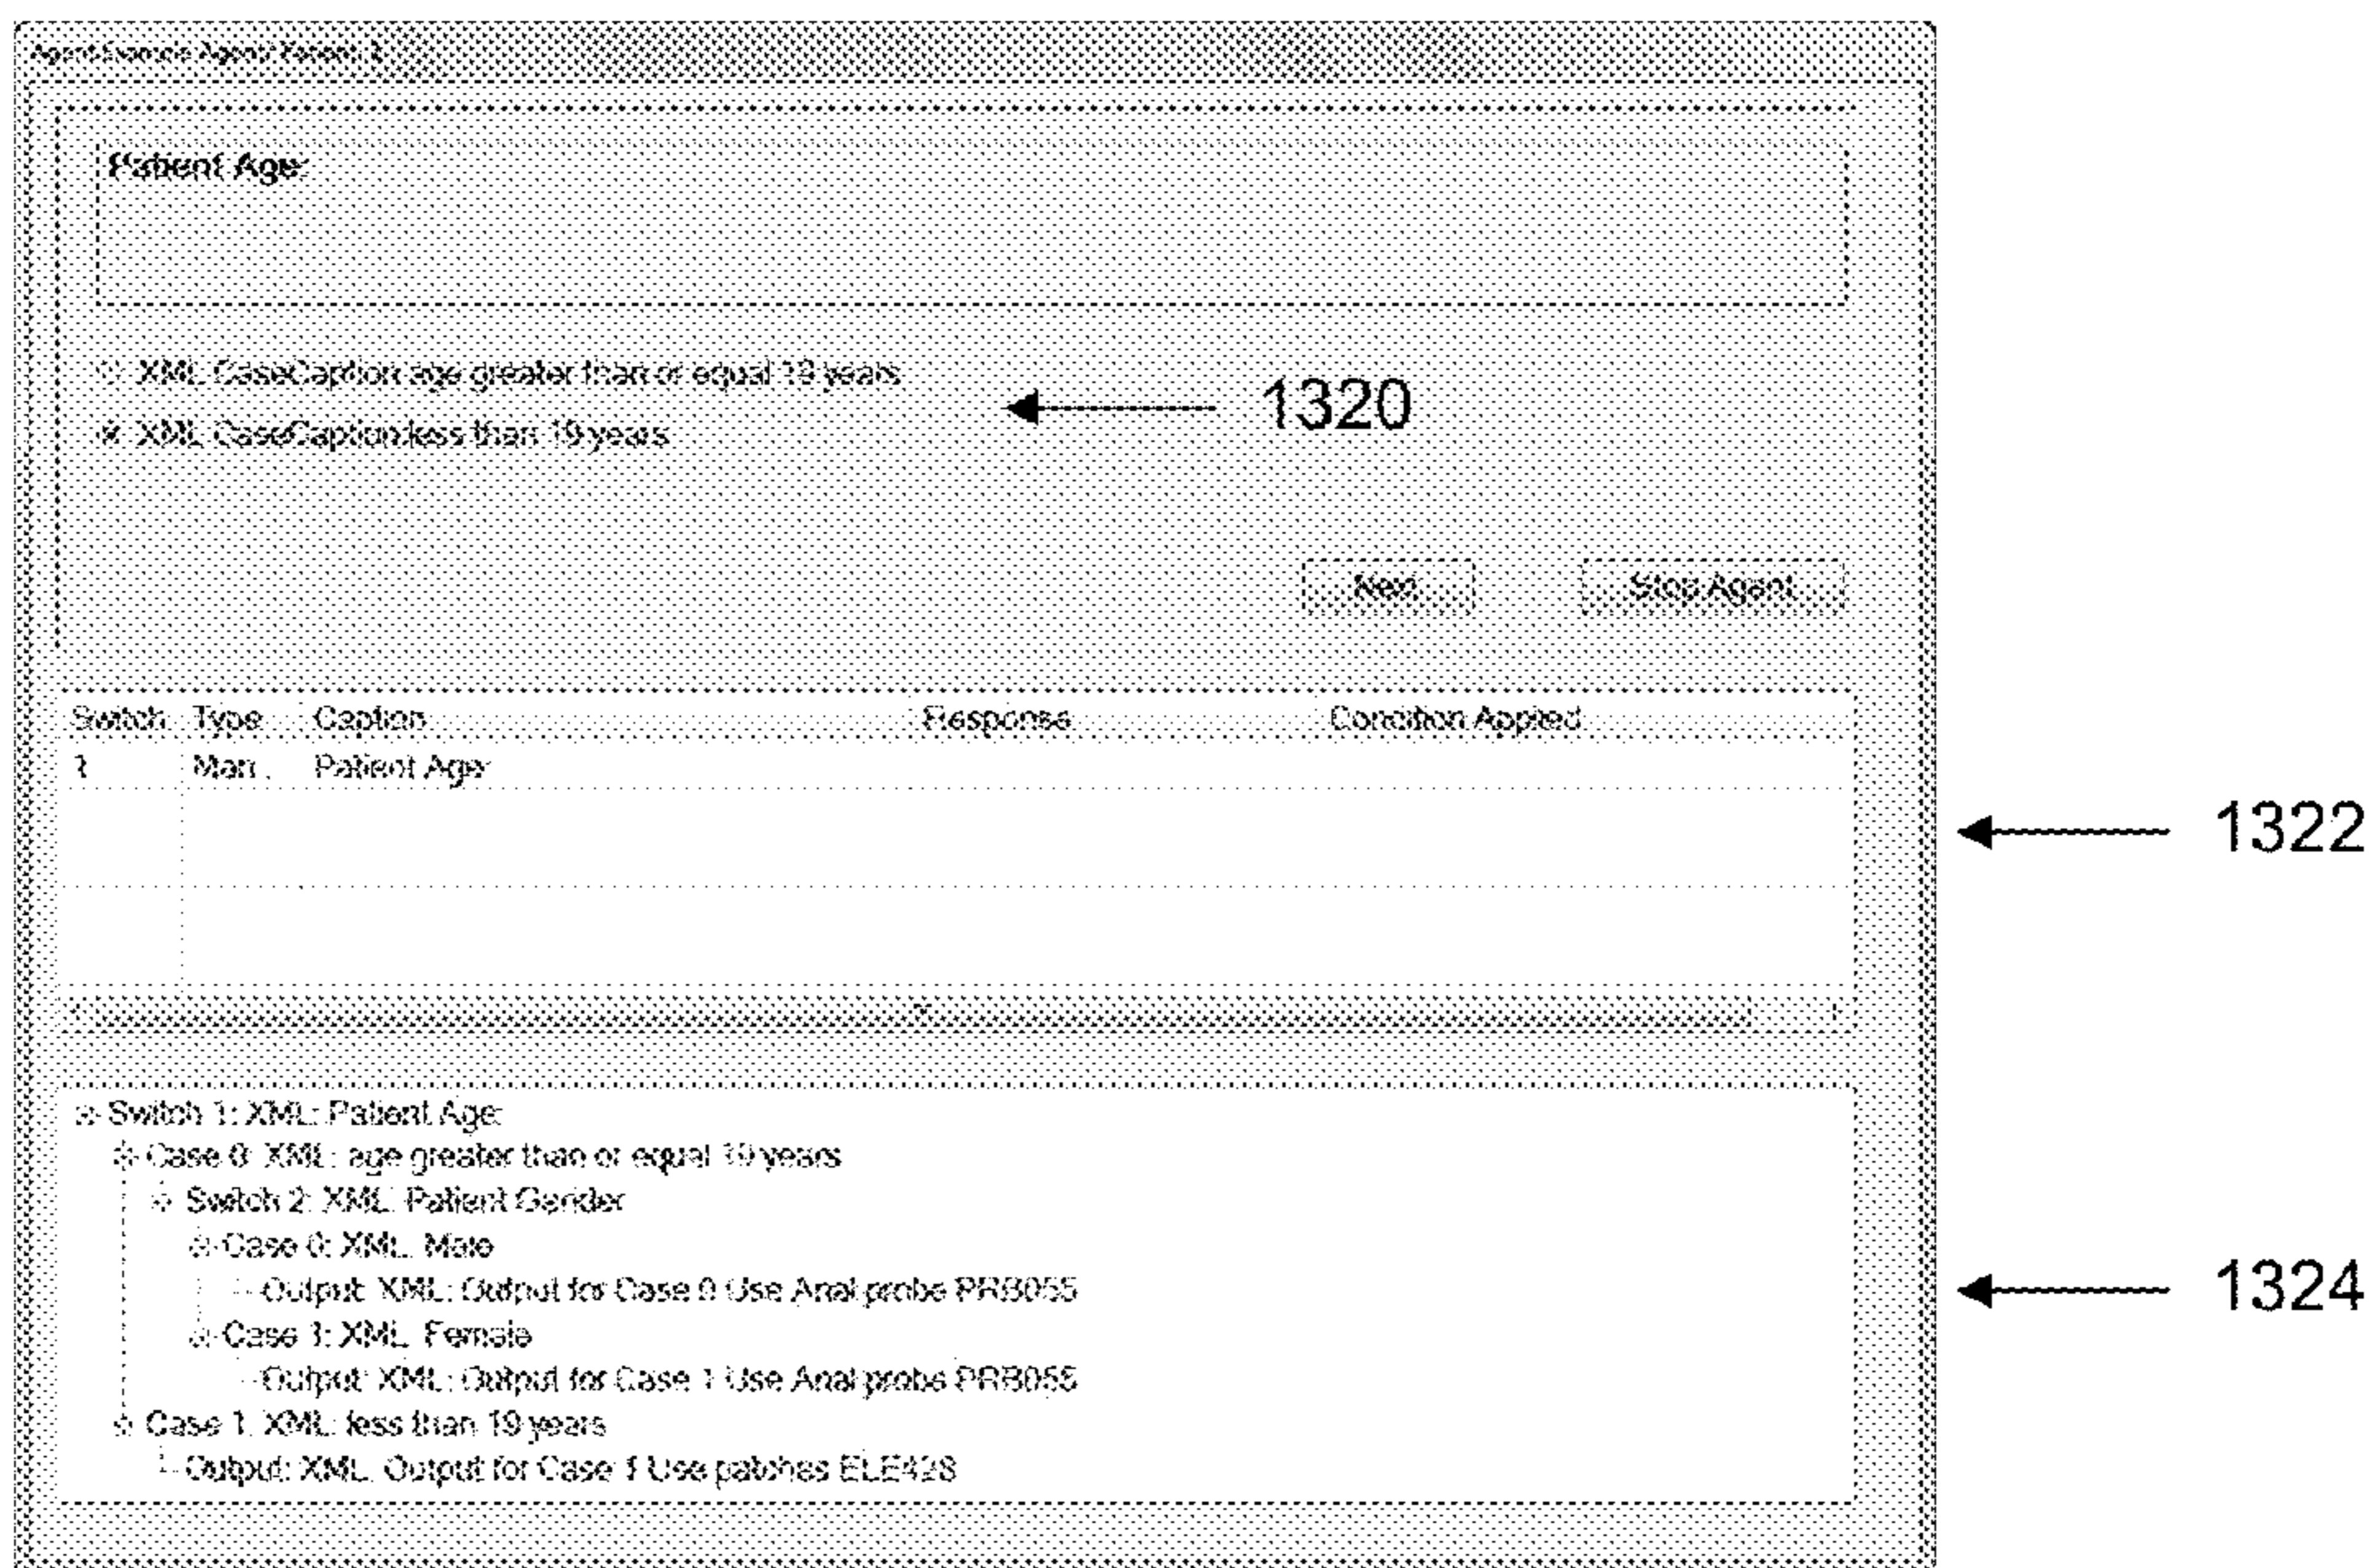 Patient Age:
XML CaseCaption age greater than or equal 19 years
XML CaseCaption less than 19 years
1320
Next
Stop Agent
Switch Type Caption Response Condition Applied
1 Man. Patient Age:
1322
Switch 1: XML: Patient Age:
Case 0: XML: age greater than or equal 19 years
Switch 2: XML: Patient Gender
Case 0: XML: Male
Output: XML: Output for Case 0 Use Anal probe PRB055
1324
Case 1: XML: Female
Output: XML: Output for Case 1 Use Anal probe PRB055
Case 1: XML: less than 19 years
Output: XML: Output for Case 1 Use patches ELE428